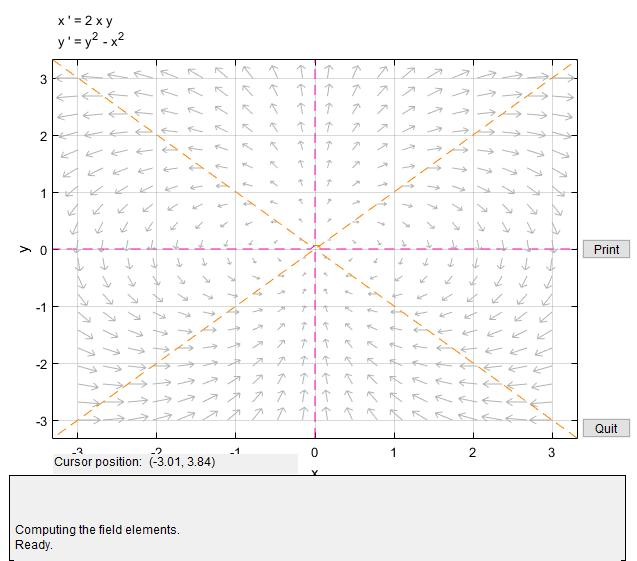 x ' = 2 x y
y ' = y² - x²
3
2
1
0
-1
-2
-3
y
Print
Quit
-3 -2 -1 0 1 2 3
x
Cursor position: (-3.01, 3.84)
Computing the field elements.
Ready.